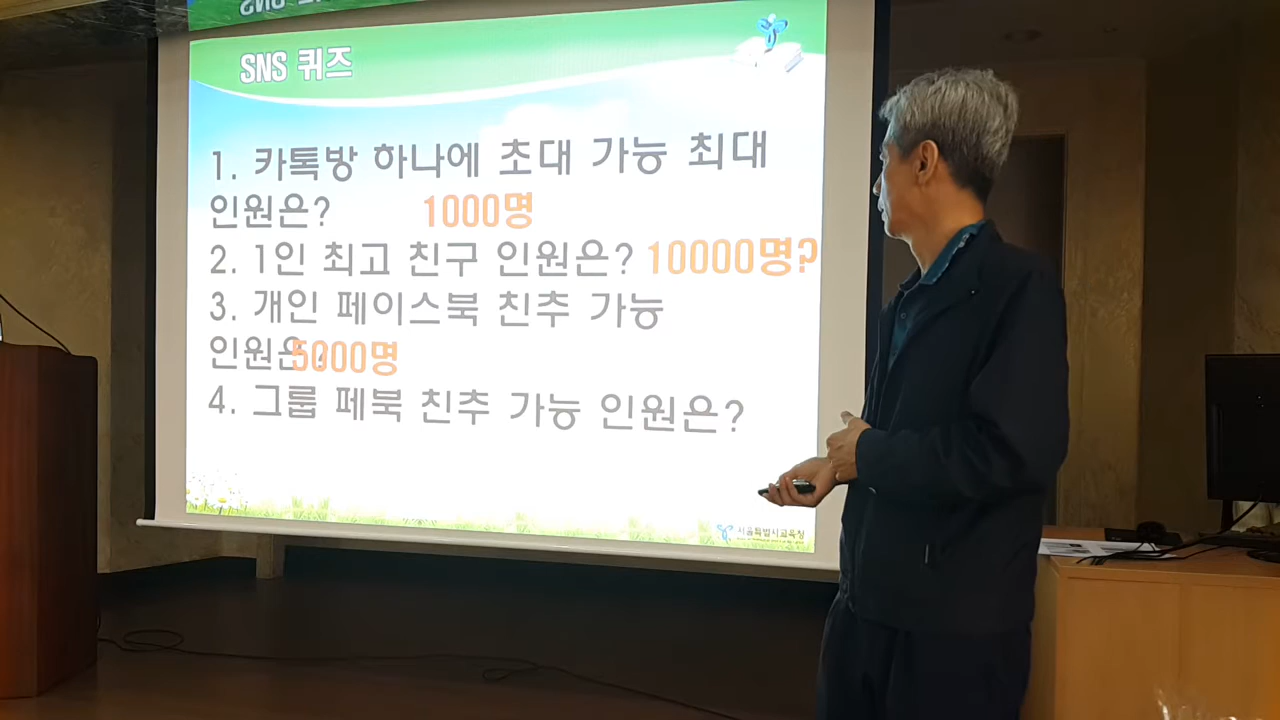 SNS 퀴즈
1. 카톡방 하나에 초대 가능 최대
인원은? 1000명
2. 1인 최고 친구 인원은? 10000명?
3. 개인 페이스북 친추 가능
인원은? 5000명
4. 그룹 페북 친추 가능 인원은?
서울특별시교육청